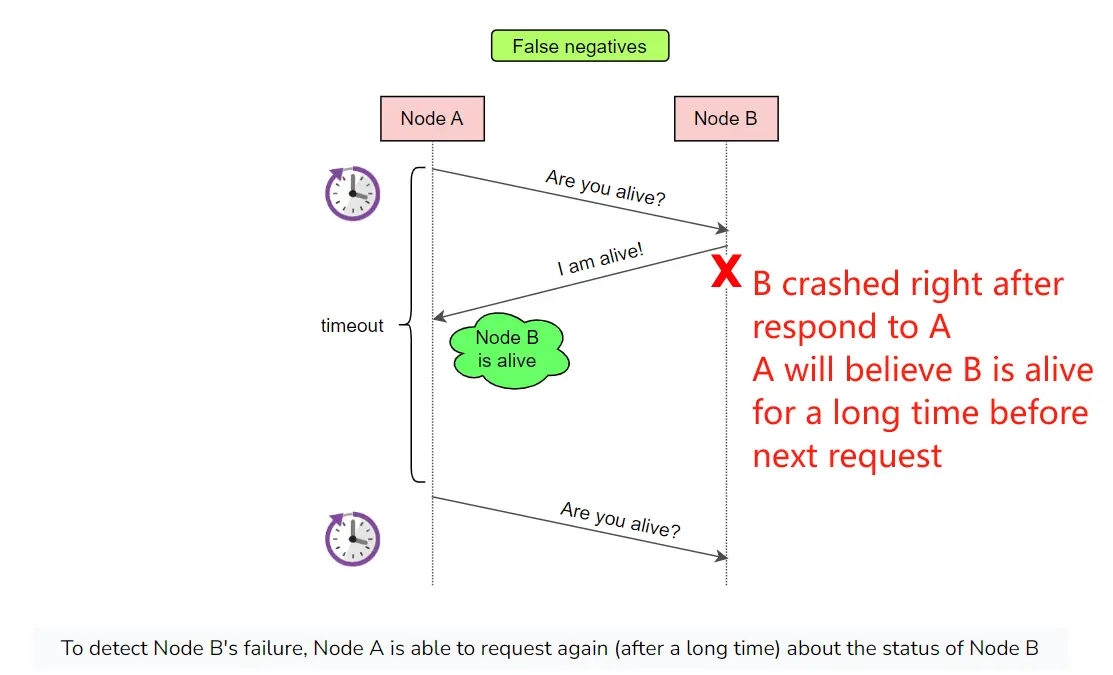 False negatives
Node A
Node B
Are you alive?
I am alive!
B crashed right after
respond to A
A will believe B is alive
for a long time before
next request
timeout
Node B
is alive
Are you alive?
To detect Node B's failure, Node A is able to request again (after a long time) about the status of Node B